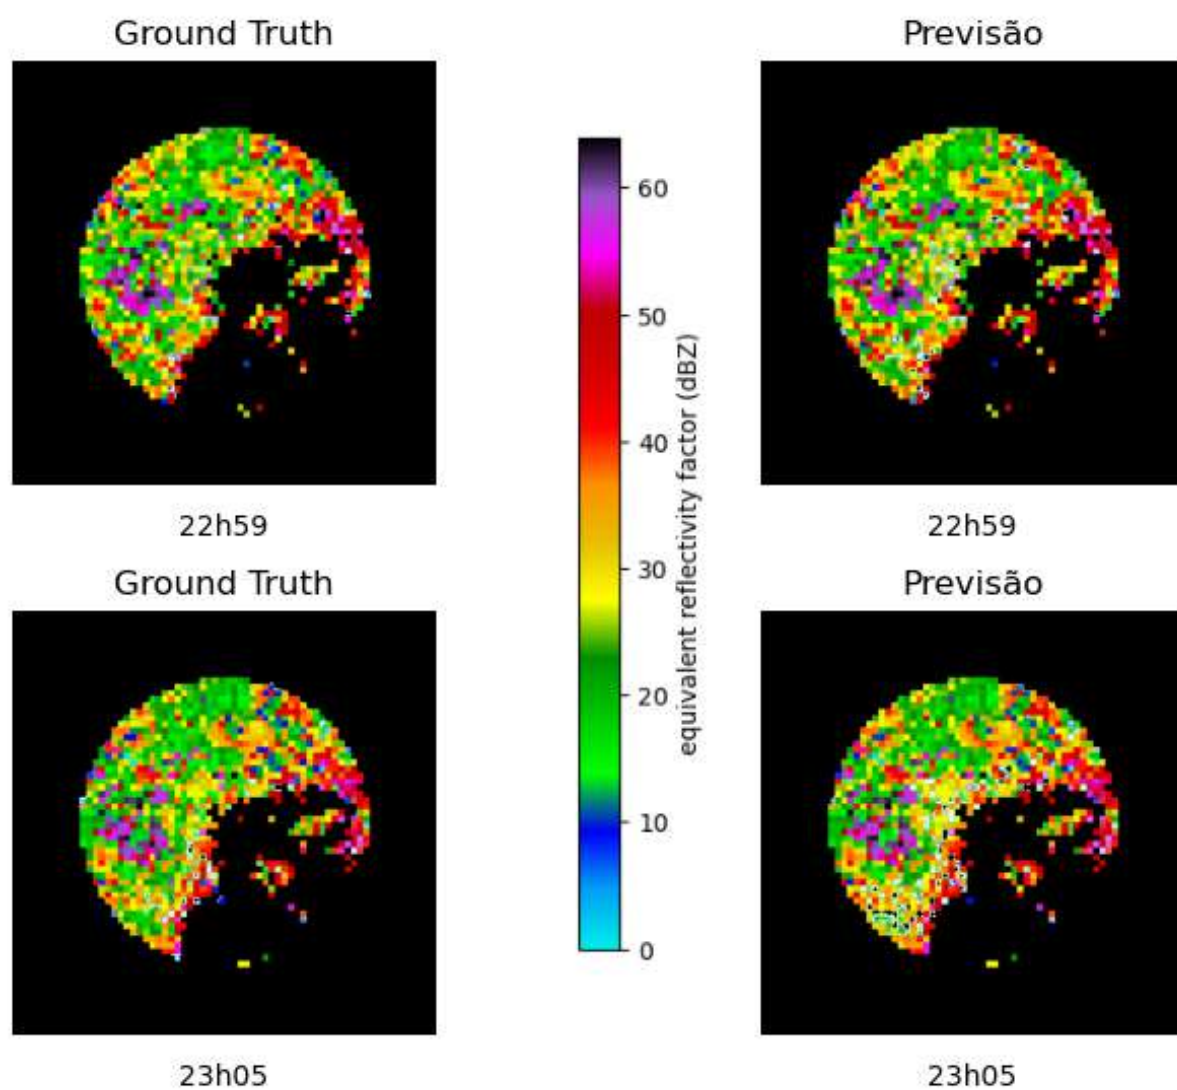 Ground Truth
Previsão
22h59
22h59
60
50
40
30
20
10
0
equivalent reflectivity factor (dBZ)
Ground Truth
Previsão
23h05
23h05